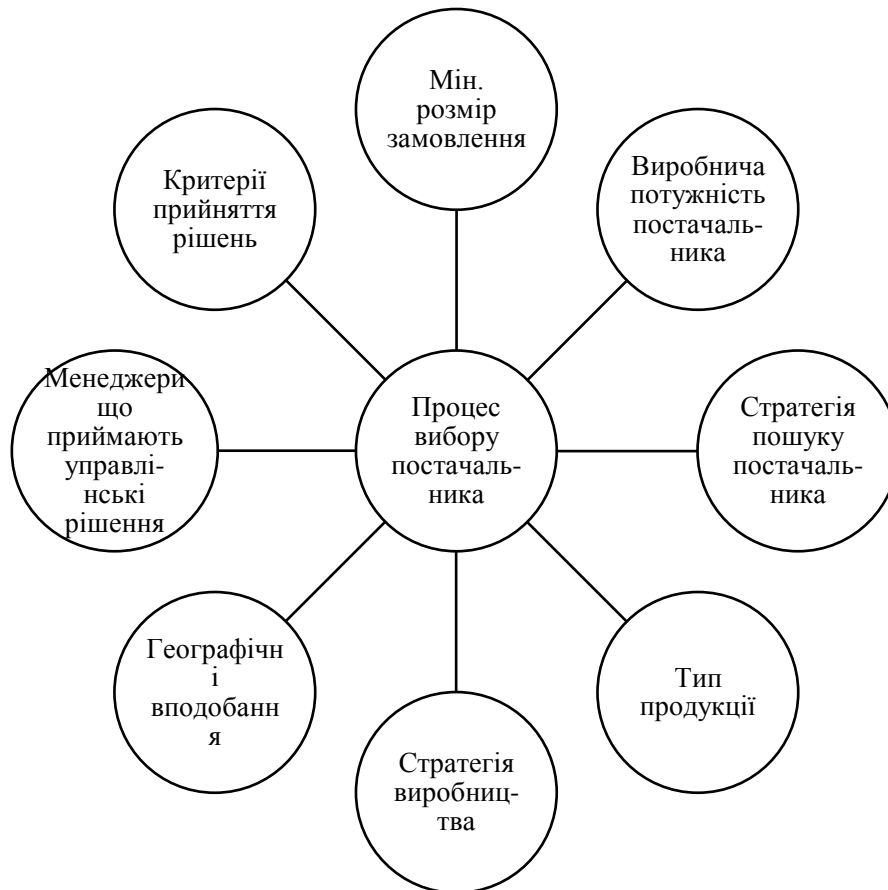 Мін.
розмір
замовлення
Виробнича
потужність
постачаль-
ника
Стратегія
пошуку
постачаль-
ника
Тип
продукції
Стратегія
виробниц-
тва
Географічн
і
вподобанн
я
Менеджери
що
приймають
управлі-
нські
рішення
Критерії
прийняття
рішень
Процес
вибору
постачаль-
ника